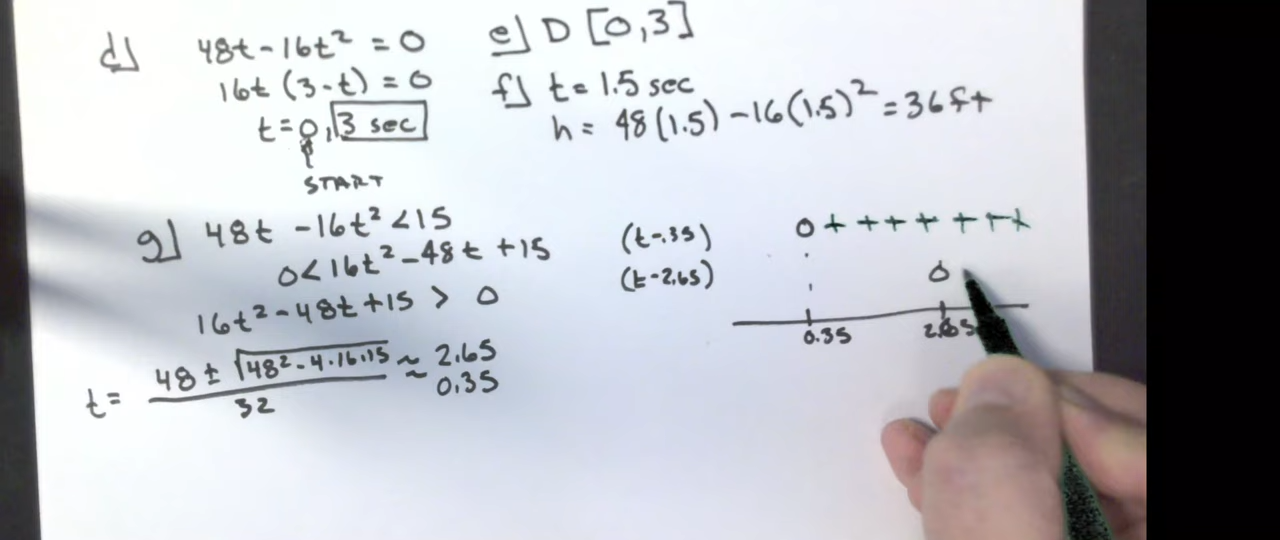 d] 48t - 16t² = 0
16t (3 - t) = 0
t = 0, 3 sec
START
e] D [0,3]
f] t = 1.5 sec
h = 48(1.5) - 16(1.5)² = 36 ft
g] 48t - 16t² < 15
0 < 16t² - 48t + 15
16t² - 48t + 15 > 0
t = 48 ± √48² - 4·16·15 / 32 ≈ 2.65
≈ 0.35
(t-.35) 0 + + + + + + +
(t-2.65) 0
0.35 2.65